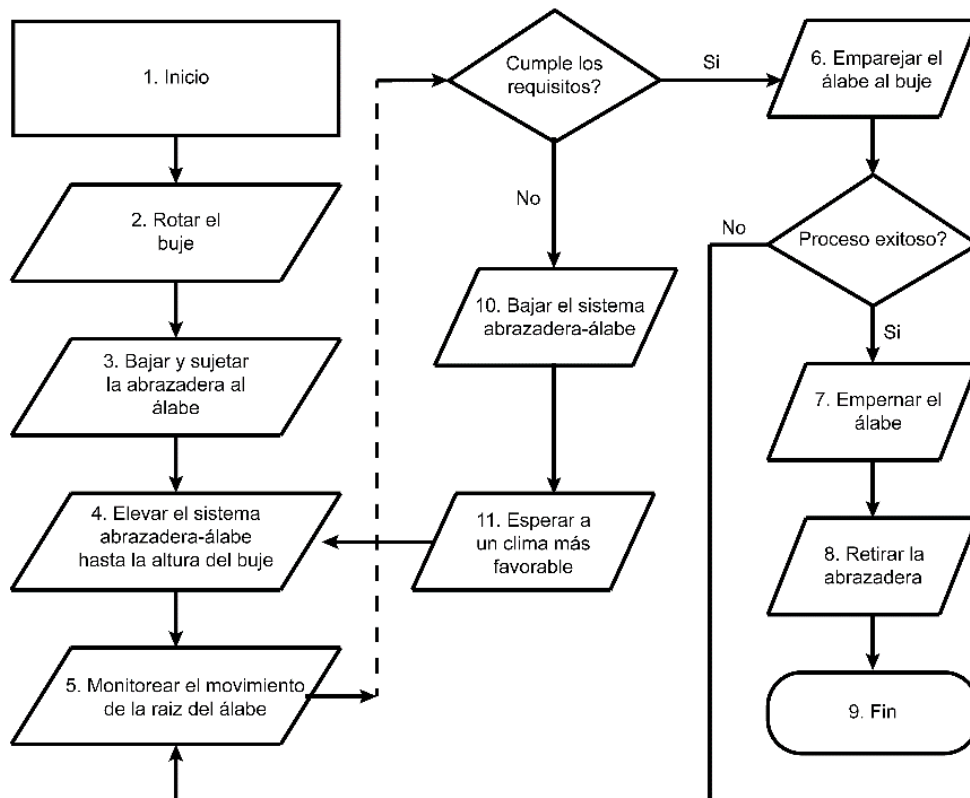 1. Inicio
2. Rotar el
buje
3. Bajar y sujetar
la abrazadera al
álabe
4. Elevar el sistema
abrazadera-álabe
hasta la altura del buje
5. Monitorear el movimiento
de la raiz del álabe
Cumple los
requisitos?
Si
No
10. Bajar el sistema
abrazadera-álabe
11. Esperar a
un clima más
favorable
6. Emparejar el
álabe al buje
Proceso exitoso?
No
Si
7. Empernar el
álabe
8. Retirar la
abrazadera
9. Fin